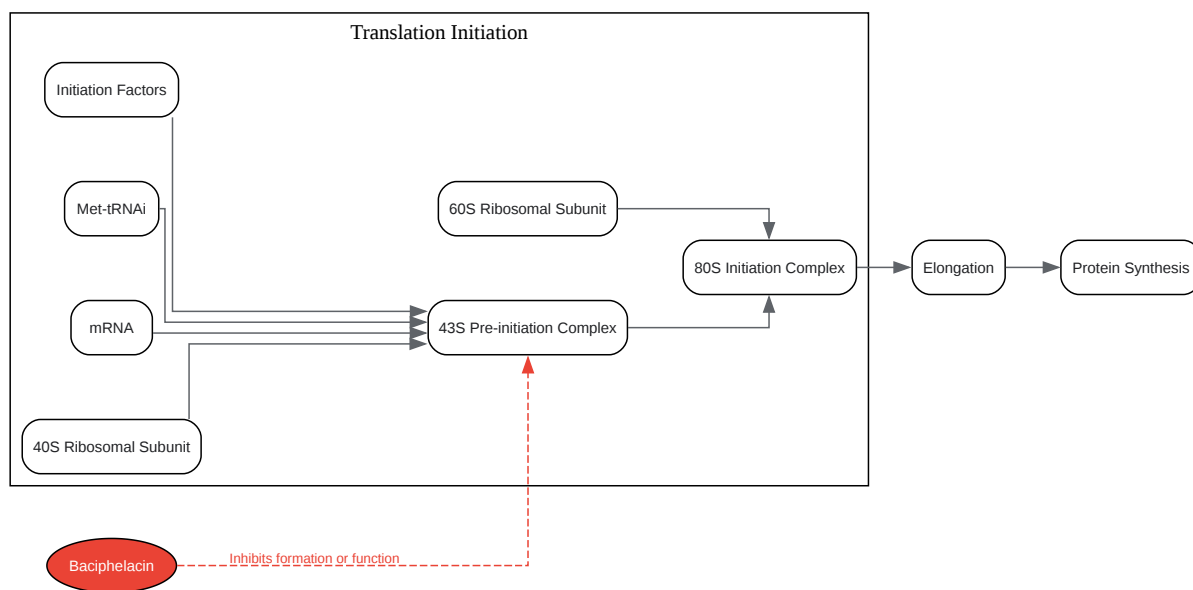 Translation Initiation
Initiation Factors
Met-tRNAi
60S Ribosomal Subunit
80S Initiation Complex
Elongation
Protein Synthesis
mRNA
43S Pre-initiation Complex
40S Ribosomal Subunit
Baciphelacin
Inhibits formation or function